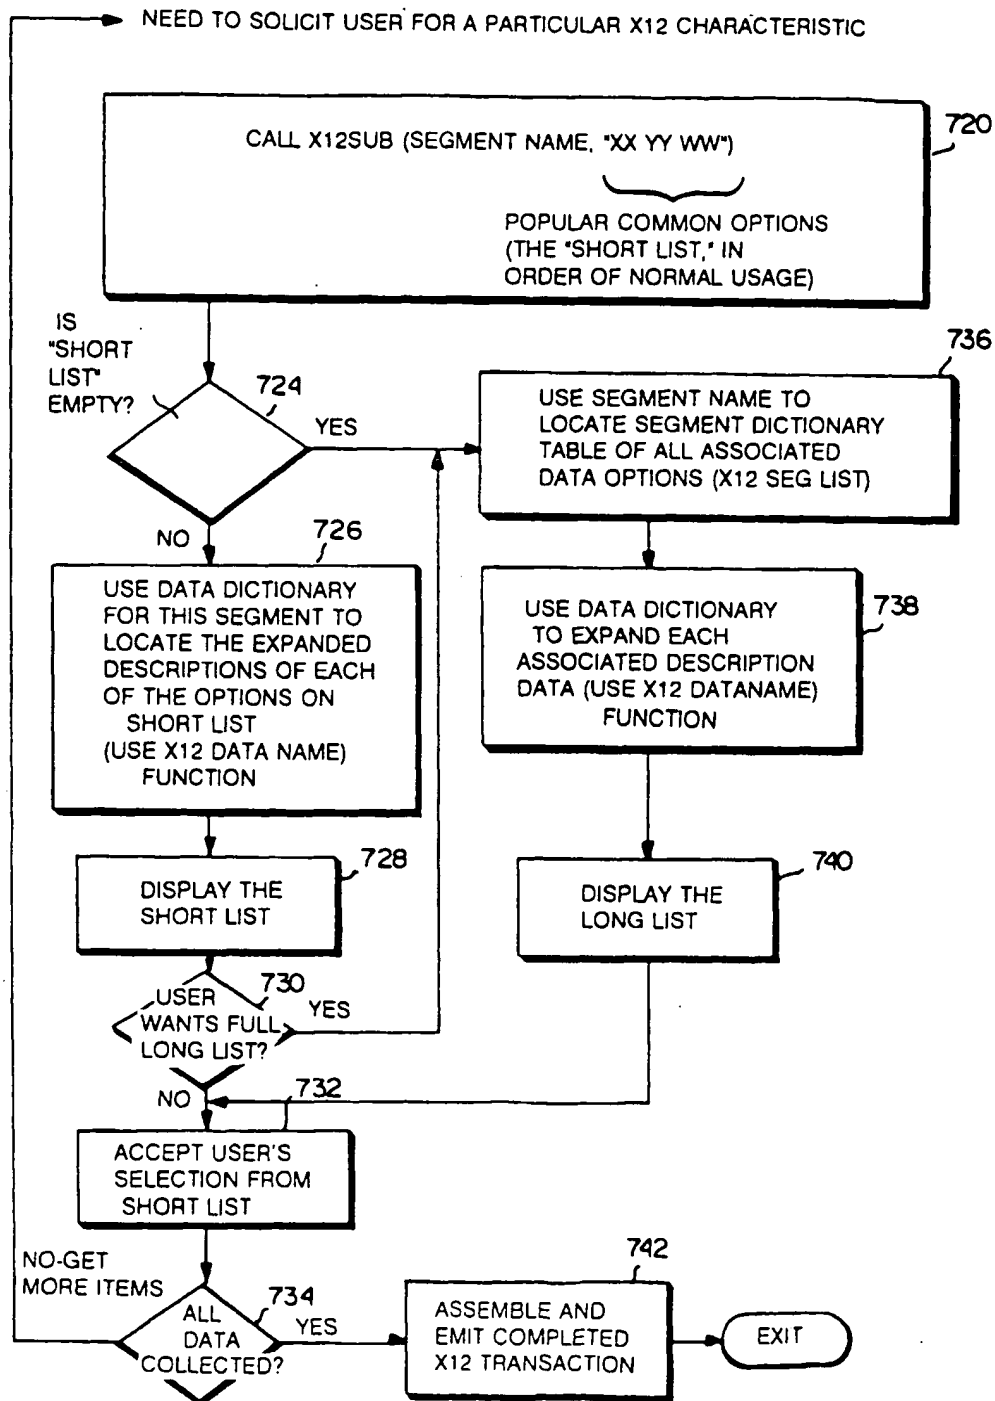 NEED TO SOLICIT USER FOR A PARTICULAR X12 CHARACTERISTIC
720
CALL X12SUB (SEGMENT NAME, "XX YY WW")
POPULAR COMMON OPTIONS
(THE "SHORT LIST," IN
ORDER OF NORMAL USAGE)
IS
"SHORT
LIST"
EMPTY?
724
YES
NO
736
USE SEGMENT NAME TO
LOCATE SEGMENT DICTIONARY
TABLE OF ALL ASSOCIATED
DATA OPTIONS (X12 SEG LIST)
726
USE DATA DICTIONARY
FOR THIS SEGMENT TO
LOCATE THE EXPANDED
DESCRIPTIONS OF EACH
OF THE OPTIONS ON
SHORT LIST
(USE X12 DATA NAME)
FUNCTION
738
USE DATA DICTIONARY
TO EXPAND EACH
ASSOCIATED DESCRIPTION
DATA (USE X12 DATANAME)
FUNCTION
728
DISPLAY THE
SHORT LIST
740
DISPLAY THE
LONG LIST
730
USER
WANTS FULL
LONG LIST?
YES
NO
732
ACCEPT USER'S
SELECTION FROM
SHORT LIST
NO-GET
MORE ITEMS
734
ALL
DATA
COLLECTED?
YES
742
ASSEMBLE AND
EMIT COMPLETED
X12 TRANSACTION
EXIT